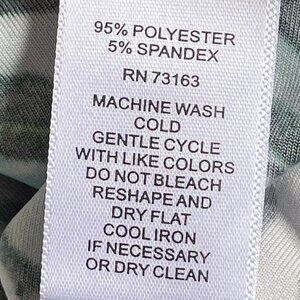 95% POLYESTER
5% SPANDEX
RN 73163
MACHINE WASH
COLD
GENTLE CYCLE
WITH LIKE COLORS
DO NOT BLEACH
RESHAPE AND
DRY FLAT
COOL IRON
IF NECESSARY
OR DRY CLEAN